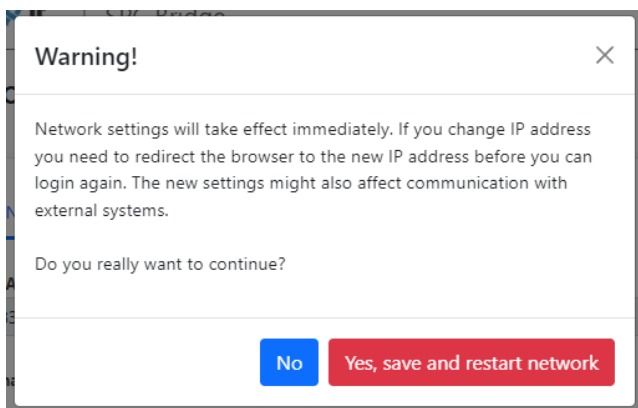 SPC Bridge
Warning!
Network settings will take effect immediately. If you change IP address
you need to redirect the browser to the new IP address before you can
login again. The new settings might also affect communication with
external systems.
Do you really want to continue?
No
Yes, save and restart network